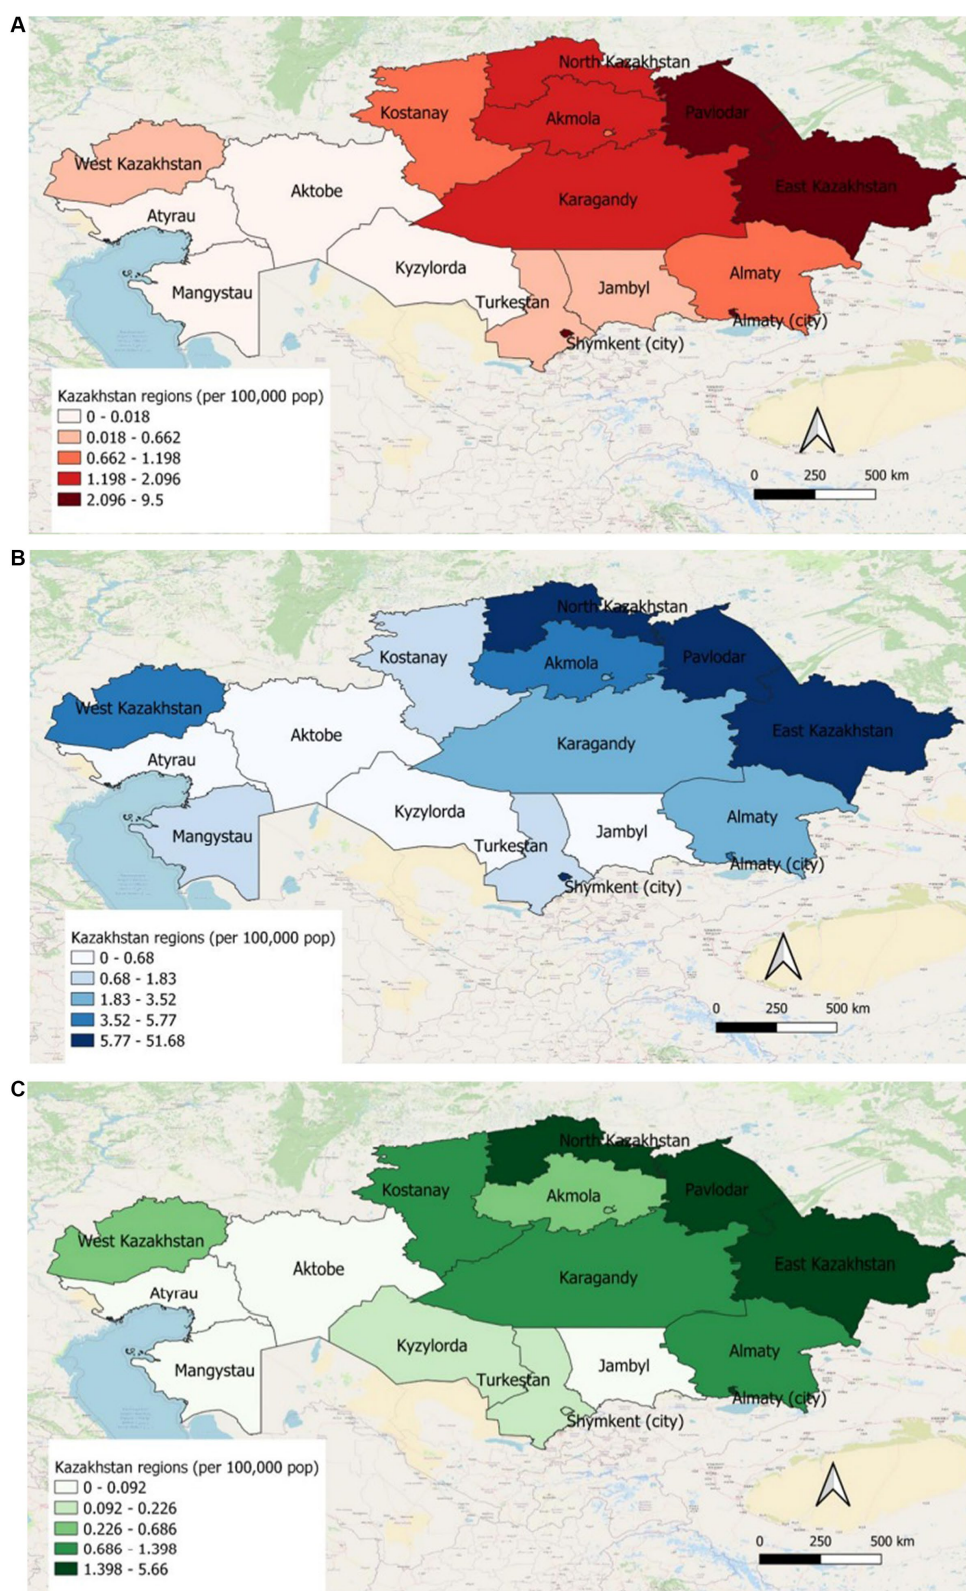 A
North Kazakhstan
Kostanay
Akmola
Pavlodar
West Kazakhstan
Aktobe
Karagandy
East Kazakhstan
Atyrau
Mangystau
Kyzylorda
Turkestan
Jambyl
Almaty
Almaty (city)
Shymkent (city)
Kazakhstan regions (per 100,000 pop)
0 - 0.018
0.018 - 0.662
0.662 - 1.198
1.198 - 2.096
2.096 - 9.5
0 250 500 km
B
North Kazakhstan
Kostanay
Akmola
Pavlodar
West Kazakhstan
Aktobe
Karagandy
East Kazakhstan
Atyrau
Mangystau
Kyzylorda
Turkestan
Jambyl
Almaty
Almaty (city)
Shymkent (city)
Kazakhstan regions (per 100,000 pop)
0 - 0.68
0.68 - 1.83
1.83 - 3.52
3.52 - 5.77
5.77 - 51.68
0 250 500 km
C
North Kazakhstan
Kostanay
Akmola
Pavlodar
West Kazakhstan
Aktobe
Karagandy
East Kazakhstan
Atyrau
Mangystau
Kyzylorda
Turkestan
Jambyl
Almaty
Almaty (city)
Shymkent (city)
Kazakhstan regions (per 100,000 pop)
0 - 0.092
0.092 - 0.226
0.226 - 0.686
0.686 - 1.398
1.398 - 5.66
0 250 500 km